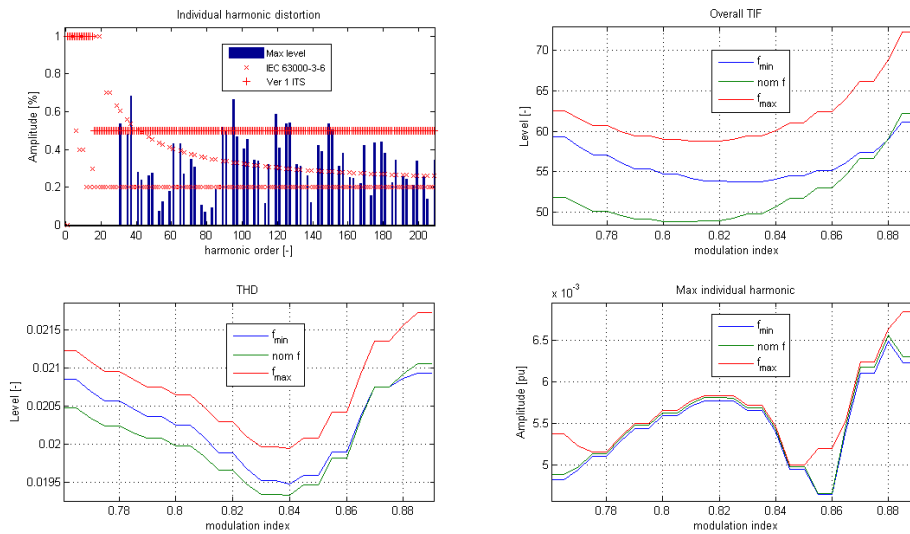 Individual harmonic distortion
Amplitude [%]
1
0.8
0.6
0.4
0.2
0
Max level
IEC 63000-3-6
Ver 1 ITS
0 20 40 60 80 100 120 140 160 180 200
harmonic order [-]
Overall TIF
Level [-]
70
65
60
55
50
f_min
nom f
f_max
0.78 0.8 0.82 0.84 0.86 0.88
modulation index
THD
Level [-]
0.0215
0.021
0.0205
0.02
0.0195
f_min
nom f
f_max
0.78 0.8 0.82 0.84 0.86 0.88
modulation index
Max individual harmonic
x 10^-3
Amplitude [pu]
6.5
6
5.5
5
f_min
nom f
f_max
0.78 0.8 0.82 0.84 0.86 0.88
modulation index